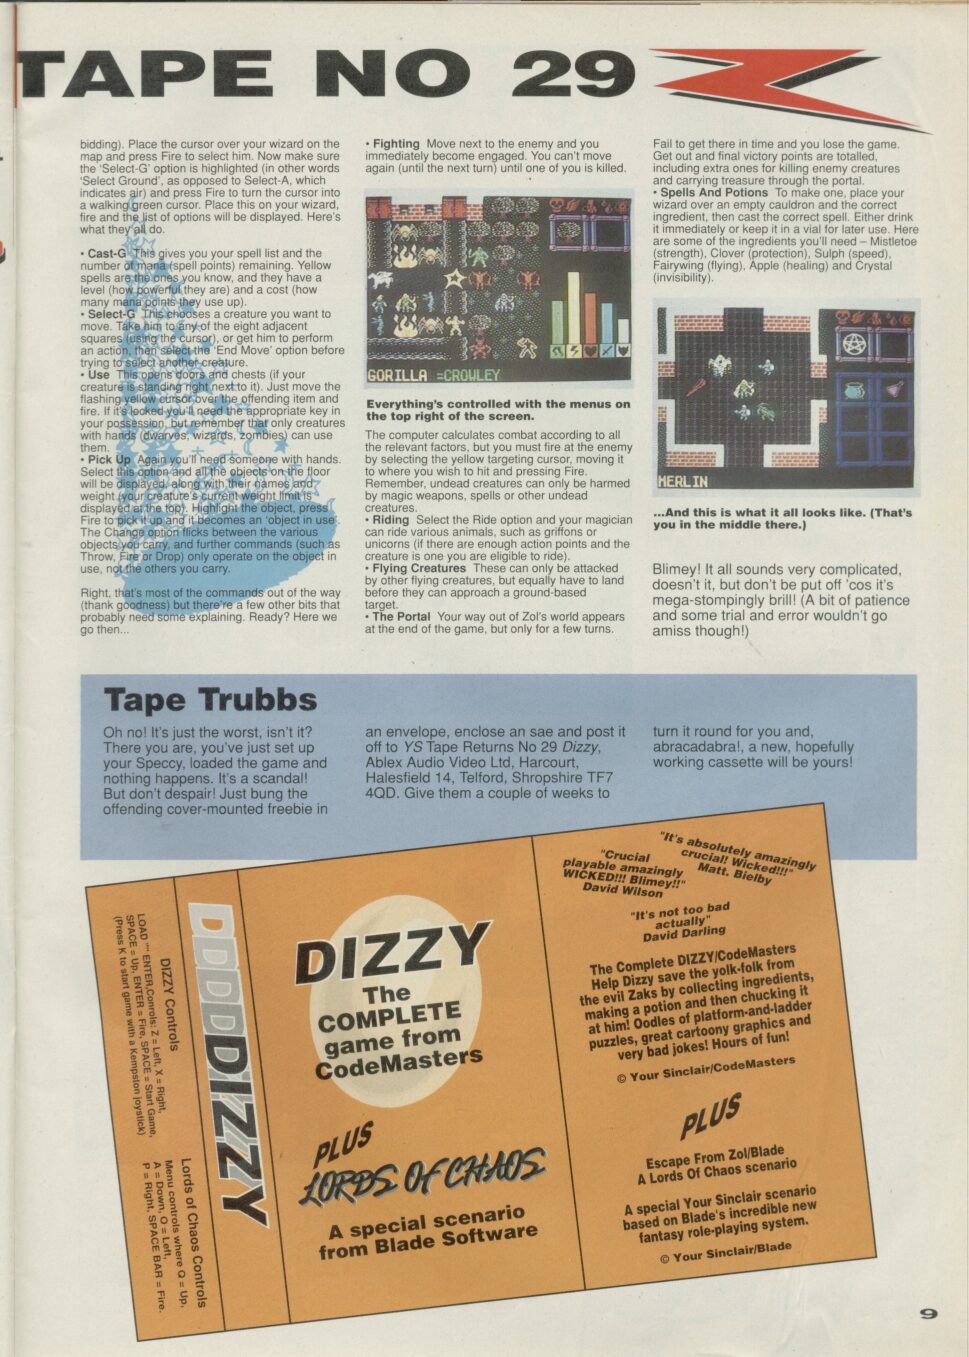 TAPE NO 29
bidding). Place the cursor over your wizard on the
map and press Fire to select him. Now make sure
the 'Select-G' option is highlighted (in other words
'Select Ground', as opposed to Select-A, which
indicates air) and press Fire to turn the cursor into
a walking green cursor. Place this on your wizard,
fire and the list of options will be displayed. Here's
what they all do.
• Cast-G This gives you your spell list and the
number of mana (spell points) remaining. Yellow
spells are the ones you know, and they have a
level (how powerful they are) and a cost (how
many mana points they use up).
• Select-G This chooses a creature you want to
move. Take him to any of the eight adjacent
squares (using the cursor), or get him to perform
an action, then select the 'End Move' option before
trying to select another creature.
• Use This opens doors and chests (if your
creature is standing right next to it). Just move the
flashing yellow cursor over the offending item and
fire. If it's locked you'll need the appropriate key in
your possession, but remember that only creatures
with hands (dwarves, wizards, zombies) can use
them.
• Pick Up Again you'll need someone with hands.
Select this option and all the objects on the floor
will be displayed, along with their names and
weight (your creature's current weight limit is
displayed at the top). Highlight the object, press
Fire to pick it up and it becomes an 'object in use'.
The Change option flicks between the various
objects you carry, and further commands (such as
Throw, Fire or Drop) only operate on the object in
use, not the others you carry.
Right, that's most of the commands out of the way
(thank goodness) but there're a few other bits that
probably need some explaining. Ready? Here we
go then...
• Fighting Move next to the enemy and you
immediately become engaged. You can't move
again (until the next turn) until one of you is killed.
GORILLA =CROWLEY
Everything's controlled with the menus on
the top right of the screen.
The computer calculates combat according to all
the relevant factors, but you must fire at the enemy
by selecting the yellow targeting cursor, moving it
to where you wish to hit and pressing Fire.
Remember, undead creatures can only be harmed
by magic weapons, spells or other undead
creatures.
• Riding Select the Ride option and your magician
can ride various animals, such as griffons or
unicorns (if there are enough action points and the
creature is one you are eligible to ride).
• Flying Creatures These can only be attacked
by other flying creatures, but equally have to land
before they can approach a ground-based
target.
• The Portal Your way out of Zol's world appears
at the end of the game, but only for a few turns.
Fail to get there in time and you lose the game.
Get out and final victory points are totalled,
including extra ones for killing enemy creatures
and carrying treasure through the portal.
• Spells And Potions To make one, place your
wizard over an empty cauldron and the correct
ingredient, then cast the correct spell. Either drink
it immediately or keep it in a vial for later use. Here
are some of the ingredients you'll need – Mistletoe
(strength), Clover (protection), Sulph (speed),
Fairywing (flying), Apple (healing) and Crystal
(invisibility).
MERLIN
...And this is what it all looks like. (That's
you in the middle there.)
Blimey! It all sounds very complicated,
doesn't it, but don't be put off 'cos it's
mega-stompingly brill! (A bit of patience
and some trial and error wouldn't go
amiss though!)
Tape Trubbs
Oh no! It's just the worst, isn't it?
There you are, you've just set up
your Speccy, loaded the game and
nothing happens. It's a scandal!
But don't despair! Just bung the
offending cover-mounted freebie in
an envelope, enclose an sae and post it
off to YS Tape Returns No 29 Dizzy,
Ablex Audio Video Ltd, Harcourt,
Halesfield 14, Telford, Shropshire TF7
4QD. Give them a couple of weeks to
turn it round for you and,
abracadabra!, a new, hopefully
working cassette will be yours!
DIZZY Controls
LOAD "" ENTER,Conrols: Z = Left, X = Right,
SPACE = Up, ENTER = Fire, SPACE = Start Game,
(Press K to start game with a Kempston joystick)
Lords of Chaos Controls
Menu controls where Q = Up,
A = Down, O = Left,
P = Right, SPACE BAR = Fire.
DDDDDIZZY
DIZZY
The
COMPLETE
game from
CodeMasters
PLUS
LORDS OF CHAOS
A special scenario
from Blade Software
"Crucial
playable amazingly
WICKED!!! Blimey!!"
David Wilson
"It's absolutely amazingly
crucial! Wicked!!!"
Matt. Bielby
"It's not too bad
actually"
David Darling
The Complete DIZZY/CodeMasters
Help Dizzy save the yolk-folk from
the evil Zaks by collecting ingredients,
making a potion and then chucking it
at him! Oodles of platform-and-ladder
puzzles, great cartoony graphics and
very bad jokes! Hours of fun!
© Your Sinclair/CodeMasters
PLUS
Escape From Zol/Blade
A Lords Of Chaos scenario
A special Your Sinclair scenario
based on Blade's incredible new
fantasy role-playing system.
© Your Sinclair/Blade
9